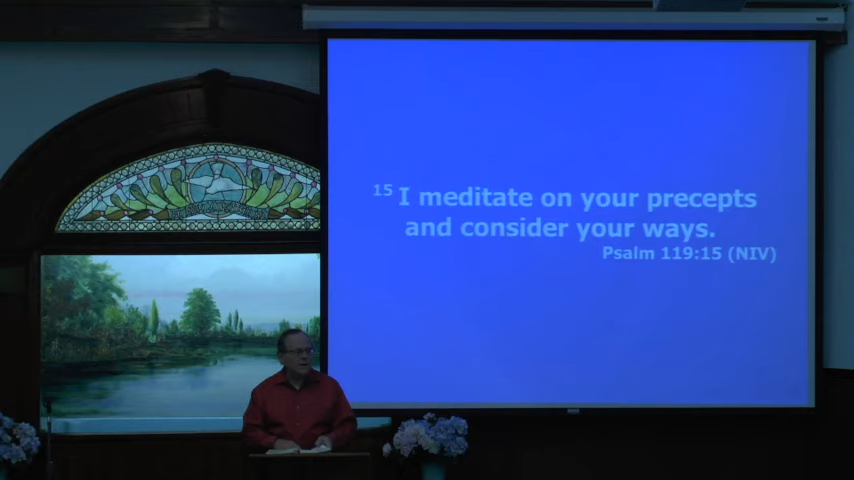 15 I meditate on your precepts
and consider your ways.
Psalm 119:15 (NIV)